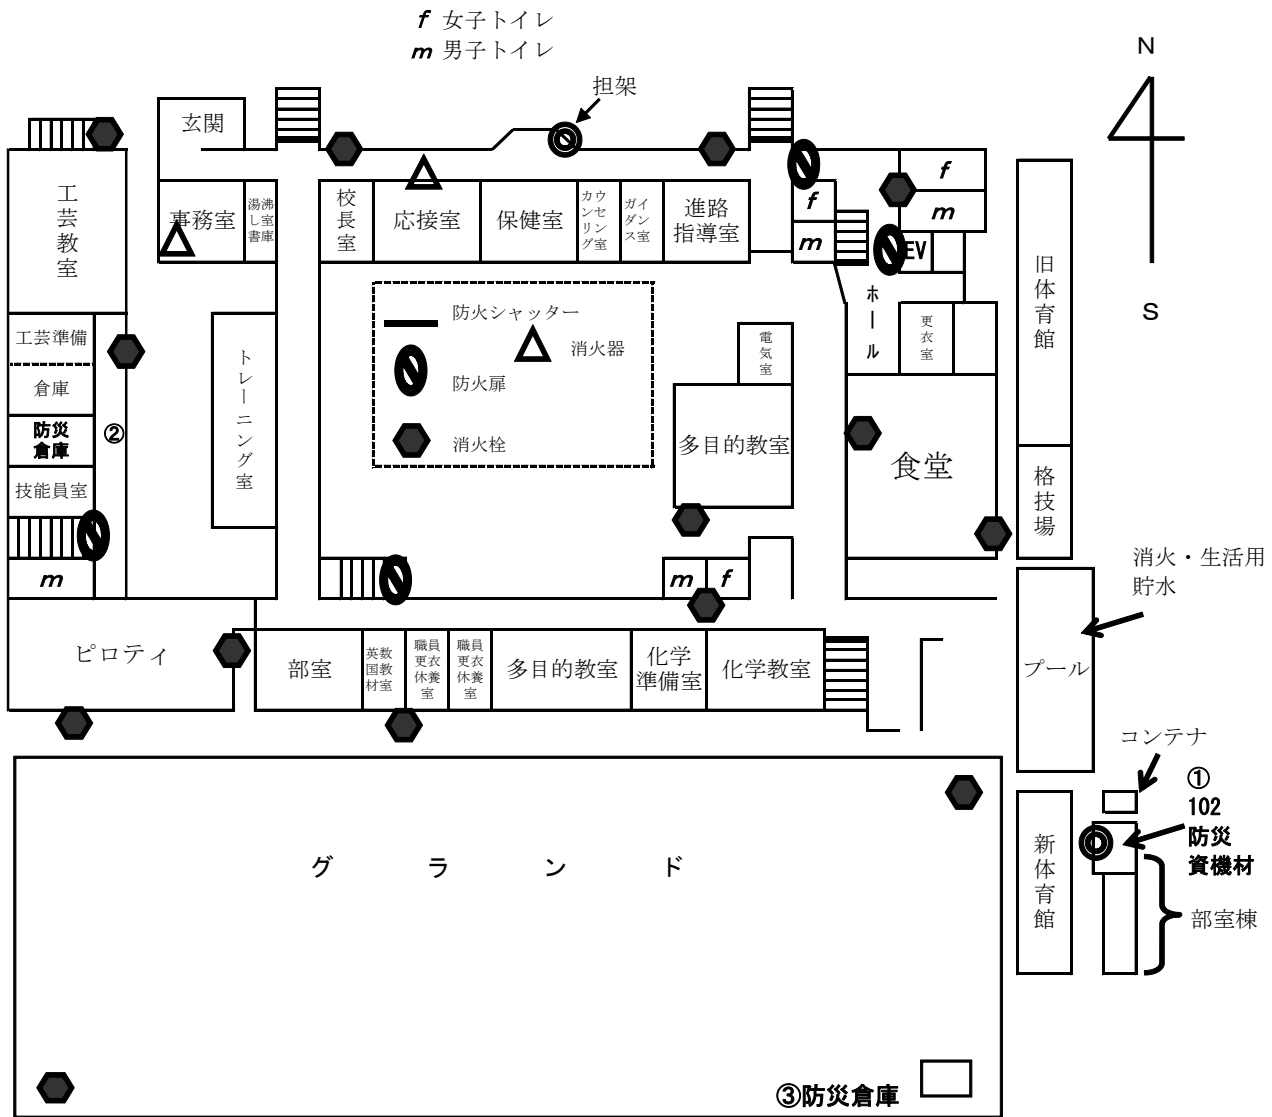 f 女子トイレ
m 男子トイレ
N
S
担架
玄関
工芸教室
事務室
湯沸し室
書庫
校長室
応接室
保健室
カウンセリング室
ガイダンス室
進路
指導室
f
m
f
m
EV
ホール
更衣室
旧体育館
工芸準備
倉庫
防災
倉庫
②
技能員室
m
トレーニング室
防火シャッター
消火器
防火扉
消火栓
電気室
多目的教室
食堂
格技場
m
f
消火・生活用
貯水
ピロティ
部室
英数
国教
材室
職員
更衣
休養
室
職員
更衣
休養
室
多目的教室
化学
準備室
化学教室
プール
コンテナ
①
102
防災
資機材
グランド
新体育館
部室棟
③防災倉庫